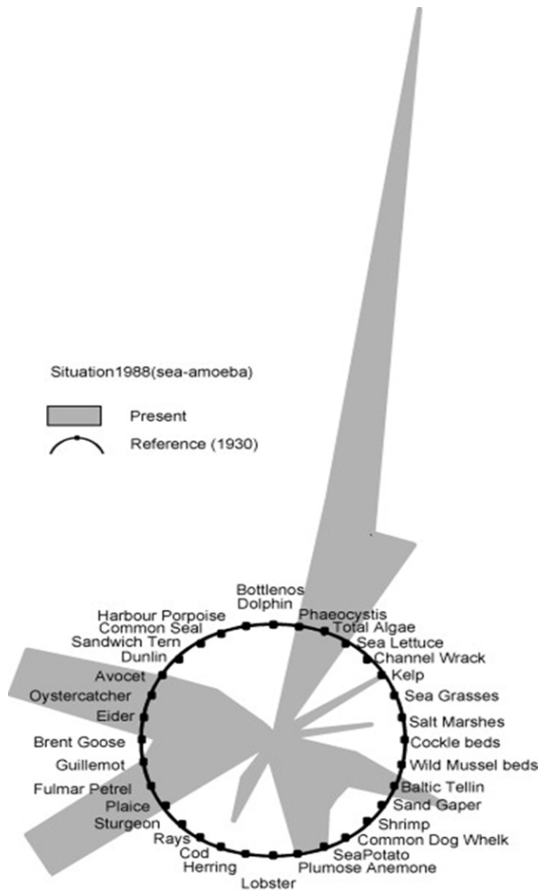 Situation1988(sea-amoeba)
Present
Reference (1930)
Bottlenos
Dolphin
Phaeocystis
Total Algae
Sea Lettuce
Channel Wrack
Kelp
Sea Grasses
Salt Marshes
Cockle beds
Wild Mussel beds
Baltic Tellin
Sand Gaper
Shrimp
Common Dog Whelk
SeaPotato
Plumose Anemone
Lobster
Herring
Cod
Rays
Sturgeon
Plaice
Fulmar Petrel
Guillemot
Brent Goose
Eider
Oystercatcher
Avocet
Dunlin
Sandwich Tern
Common Seal
Harbour Porpoise